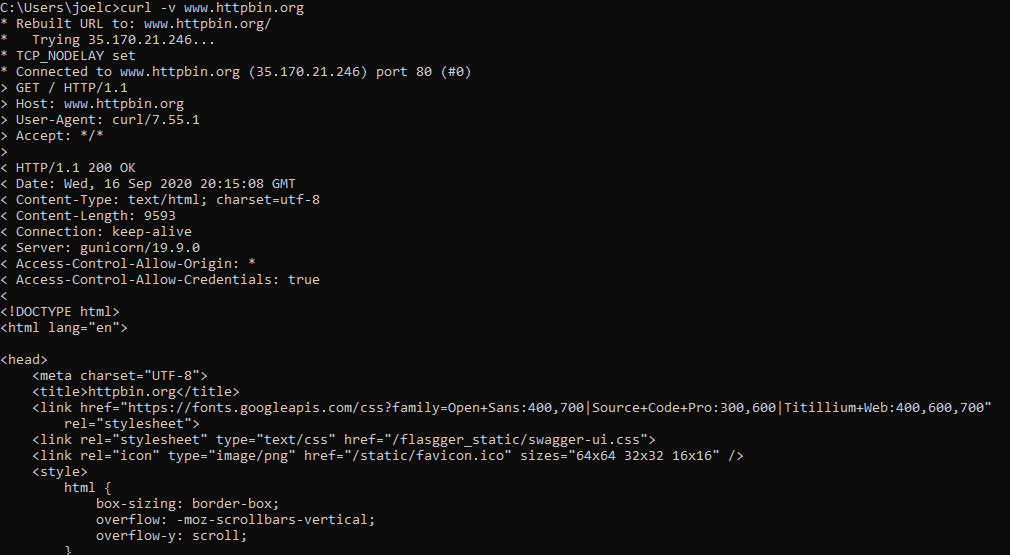 C:\Users\joelc>curl -v www.httpbin.org
* Rebuilt URL to: www.httpbin.org/
*   Trying 35.170.21.246...
* TCP_NODELAY set
* Connected to www.httpbin.org (35.170.21.246) port 80 (#0)
> GET / HTTP/1.1
> Host: www.httpbin.org
> User-Agent: curl/7.55.1
> Accept: */*
>
< HTTP/1.1 200 OK
< Date: Wed, 16 Sep 2020 20:15:08 GMT
< Content-Type: text/html; charset=utf-8
< Content-Length: 9593
< Connection: keep-alive
< Server: gunicorn/19.9.0
< Access-Control-Allow-Origin: *
< Access-Control-Allow-Credentials: true
<
<!DOCTYPE html>
<html lang="en">

<head>
    <meta charset="UTF-8">
    <title>httpbin.org</title>
    <link href="https://fonts.googleapis.com/css?family=Open+Sans:400,700|Source+Code+Pro:300,600|Titillium+Web:400,600,700"
        rel="stylesheet">
    <link rel="stylesheet" type="text/css" href="/flasgger_static/swagger-ui.css">
    <link rel="icon" type="image/png" href="/static/favicon.ico" sizes="64x64 32x32 16x16" />
    <style>
        html {
            box-sizing: border-box;
            overflow: -moz-scrollbars-vertical;
            overflow-y: scroll;
        }